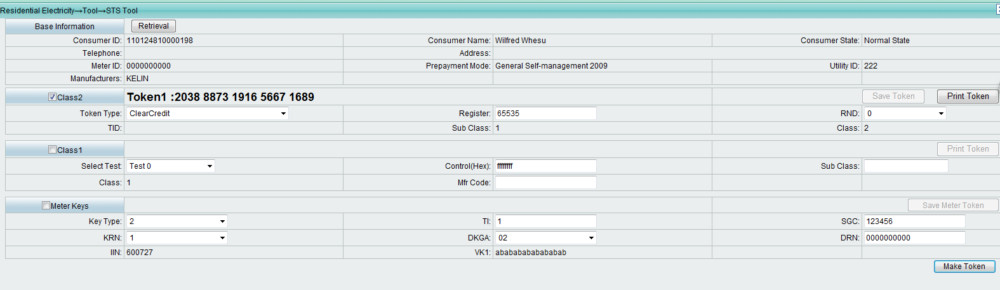 Residential Electricity→Tool→STS Tool
Base Information Retrieval
Consumer ID: 110124810000198 Consumer Name: Wilfred Whesu Consumer State: Normal State
Telephone: Address:
Meter ID: 0000000000 Prepayment Mode: General Self-management 2009 Utility ID: 222
Manufacturers: KELIN
Class2 Token1 :2038 8873 1916 5667 1689 Save Token Print Token
Token Type: ClearCredit Register: 65535 RND: 0
TID: Sub Class: 1 Class: 2
Class1 Print Token
Select Test: Test 0 Control(Hex): ffffffff Sub Class:
Class: 1 Mfr Code:
Meter Keys Save Meter Token
Key Type: 2 TI: 1 SGC: 123456
KRN: 1 DKGA: 02 DRN: 0000000000
IIN: 600727 VK1: abababababababab
Make Token